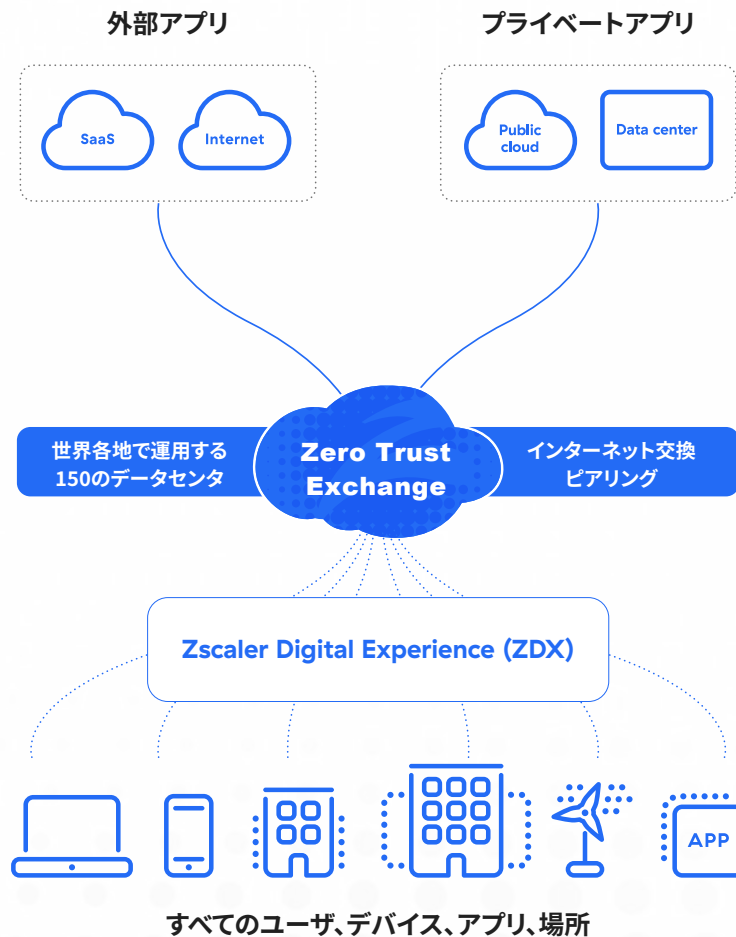 外部アプリ
プライベートアプリ
SaaS
Internet
Public
cloud
Data center
世界各地で運用する
150のデータセンタ
Zero Trust
Exchange
インターネット交換
ピアリング
Zscaler Digital Experience (ZDX)
APP
すべてのユーザ、デバイス、アプリ、場所